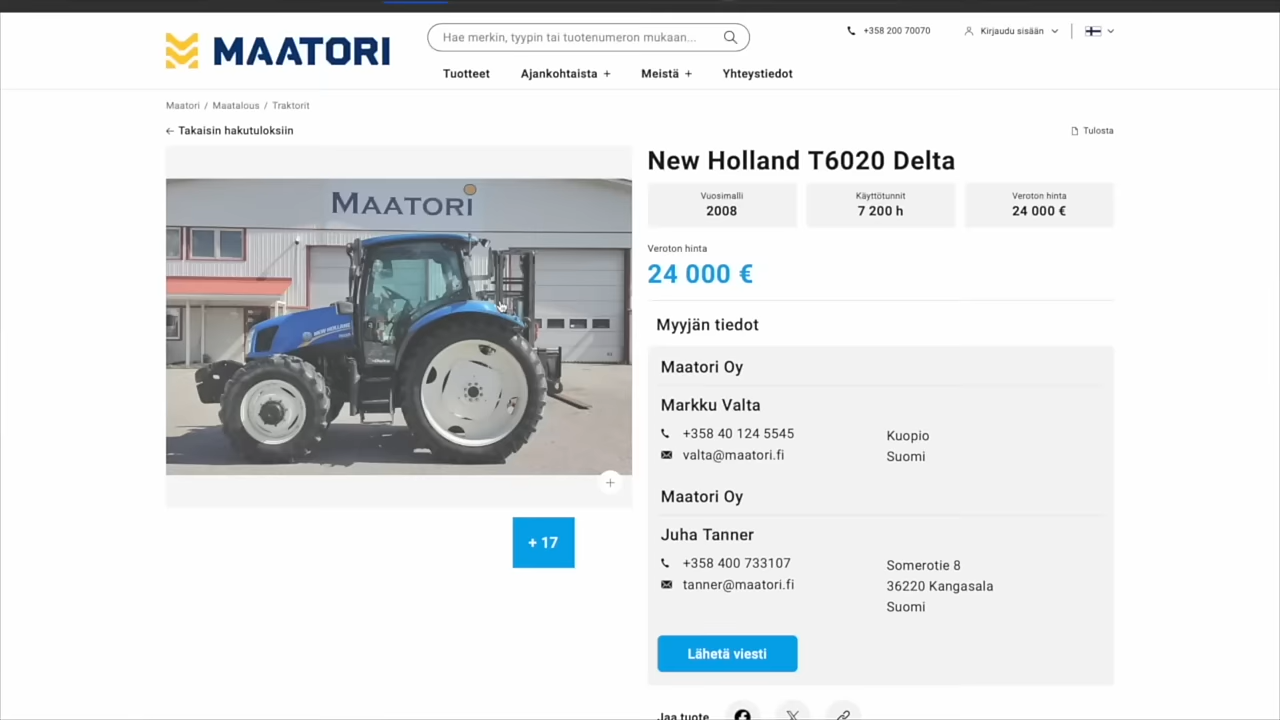 MAATORI
Hae merkin, tyypin tai tuotenumeron mukaan...
+358 200 70070
Kirjaudu sisään
Tuotteet
Ajankohtaista +
Meistä +
Yhteystiedot
Maatori / Maatalous / Traktorit
← Takaisin hakutuloksiin
Tulosta
MAATORI
NEW HOLLAND
+ 17
New Holland T6020 Delta
Vuosimalli
2008
Käyttötunnit
7 200 h
Veroton hinta
24 000 €
Veroton hinta
24 000 €
Myyjän tiedot
Maatori Oy
Markku Valta
+358 40 124 5545
valta@maatori.fi
Kuopio
Suomi
Maatori Oy
Juha Tanner
+358 400 733107
tanner@maatori.fi
Somerotie 8
36220 Kangasala
Suomi
Lähetä viesti
Jaa tuote